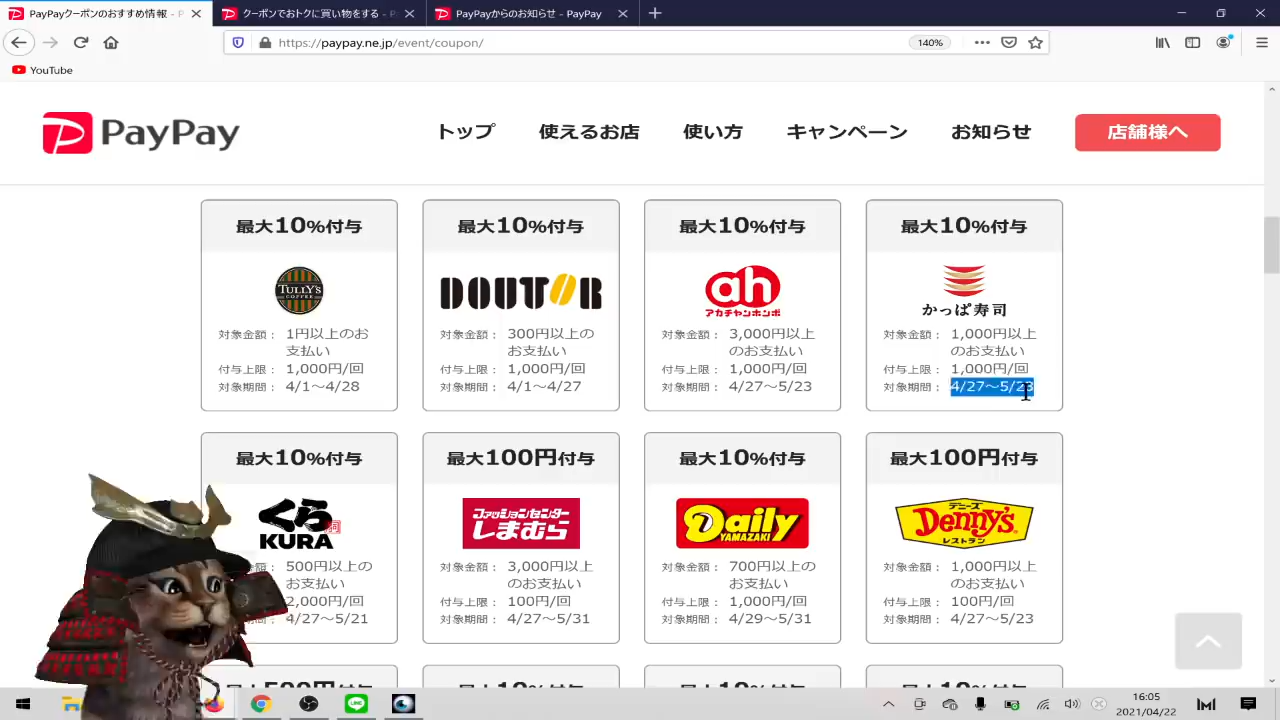 PayPayクーポンのおすすめ情報 - P
クーポンでおトクに買い物をする - P
PayPayからのお知らせ - PayPay
https://paypay.ne.jp/event/coupon/
140%
YouTube
PayPay
トップ
使えるお店
使い方
キャンペーン
お知らせ
店舗様へ
最大10%付与
TULLY'S
COFFEE
対象金額： 1円以上のお
支払い
付与上限： 1,000円/回
対象期間： 4/1～4/28
最大10%付与
DOUTOR
対象金額： 300円以上の
お支払い
付与上限： 1,000円/回
対象期間： 4/1～4/27
最大10%付与
ah
アカチャンホンポ
対象金額： 3,000円以上
のお支払い
付与上限： 1,000円/回
対象期間： 4/27～5/23
最大10%付与
かっぱ寿司
対象金額： 1,000円以上
のお支払い
付与上限： 1,000円/回
対象期間： 4/27～5/23
最大10%付与
くら
KURA
額： 500円以上の
お支払い
2,000円/回
間： 4/27～5/21
最大100円付与
ファッションセンター
しまむら
対象金額： 3,000円以上
のお支払い
付与上限： 100円/回
対象期間： 4/27～5/31
最大10%付与
Daily
YAMAZAKI
対象金額： 700円以上の
お支払い
付与上限： 1,000円/回
対象期間： 4/29～5/31
最大100円付与
デニーズ
Denny's
レストラン
対象金額： 1,000円以上
のお支払い
付与上限： 100円/回
対象期間： 4/27～5/23
最大10%付与
最大10%付与
最大10%付与
16:05
2021/04/22